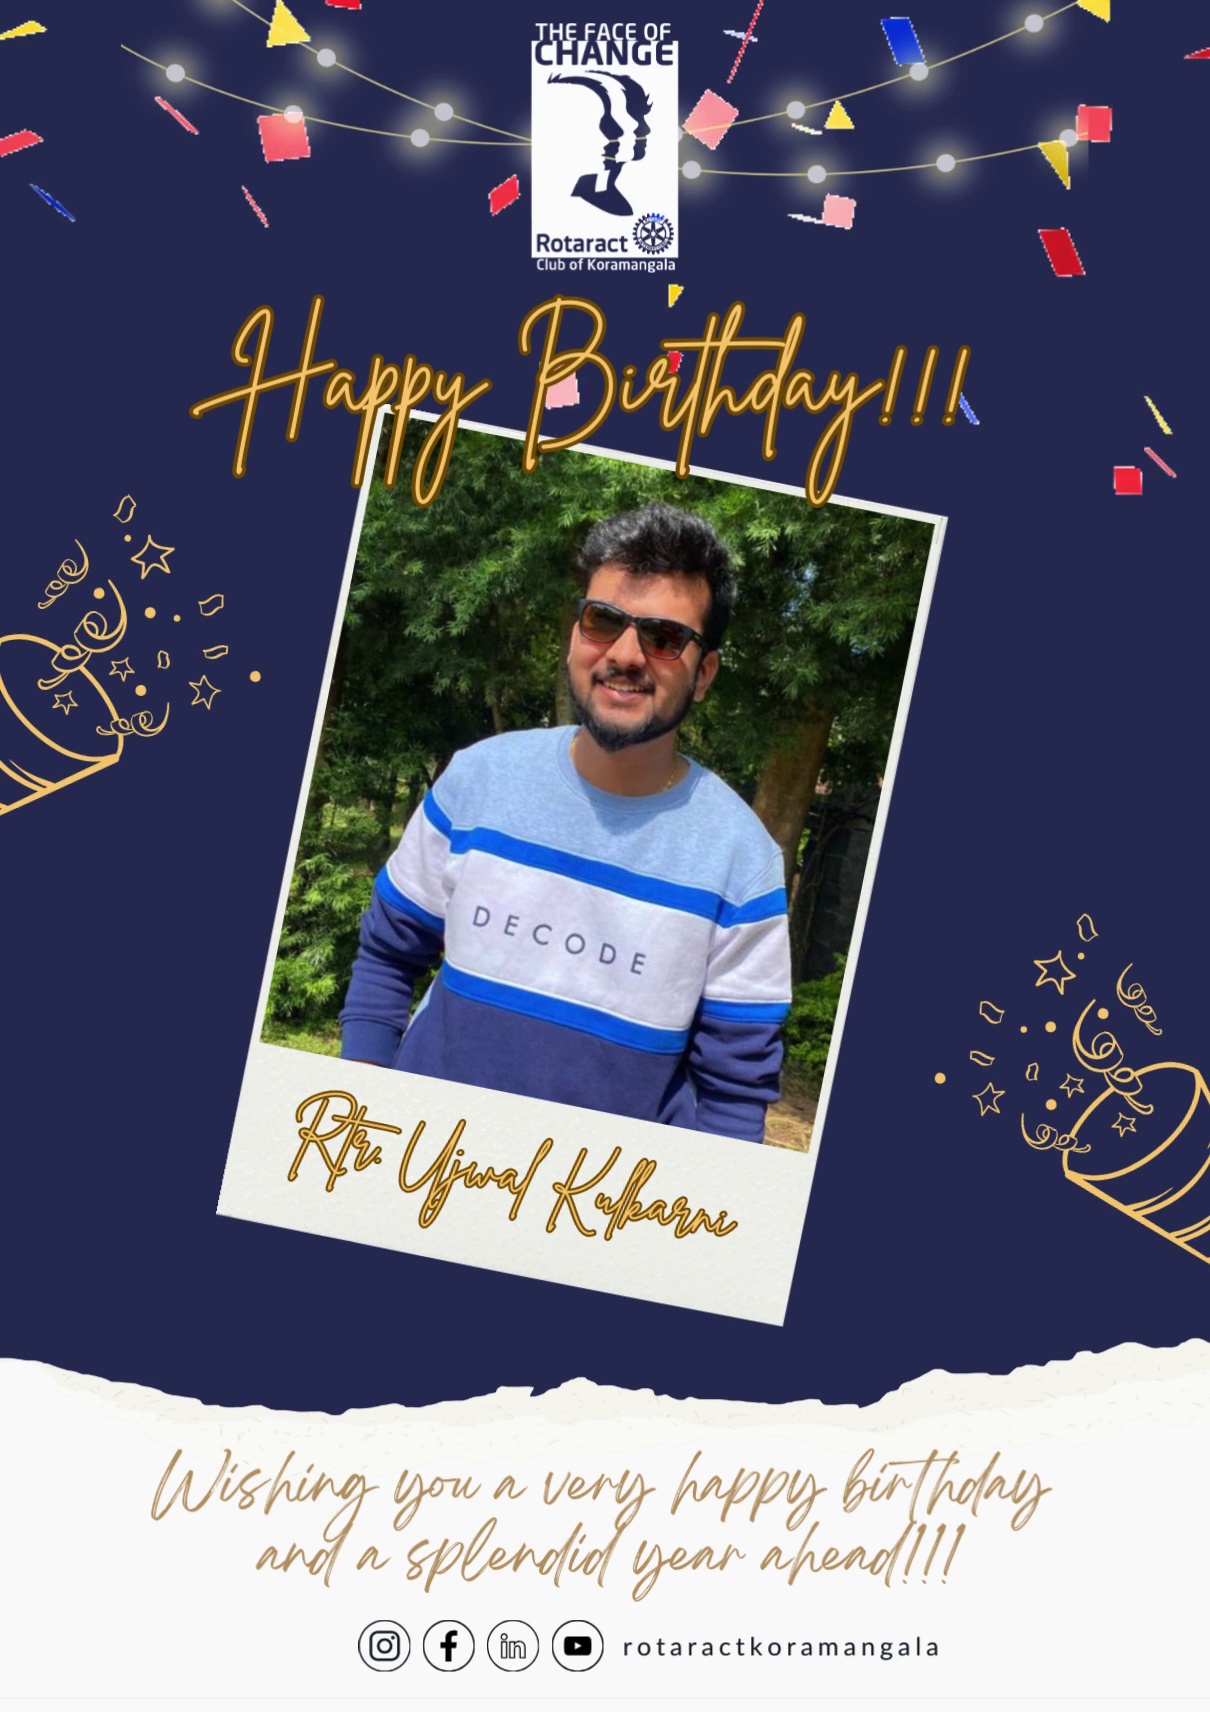 THE FACE OF
CHANGE
Rotaract
Club of Koramangala
Happy Birthday!!!
DECODE
Rtr. Ujwal Kulkarni
Wishing you a very happy birthday
and a splendid year ahead!!!
rotaractkoramangala